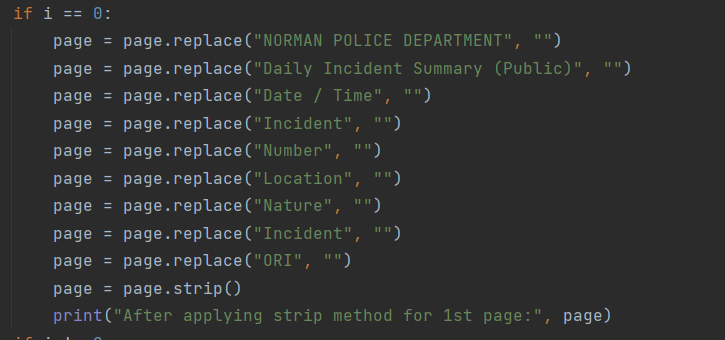 if i == 0:
    page = page.replace("NORMAN POLICE DEPARTMENT", "")
    page = page.replace("Daily Incident Summary (Public)", "")
    page = page.replace("Date / Time", "")
    page = page.replace("Incident", "")
    page = page.replace("Number", "")
    page = page.replace("Location", "")
    page = page.replace("Nature", "")
    page = page.replace("Incident", "")
    page = page.replace("ORI", "")
    page = page.strip()
    print("After applying strip method for 1st page:", page)